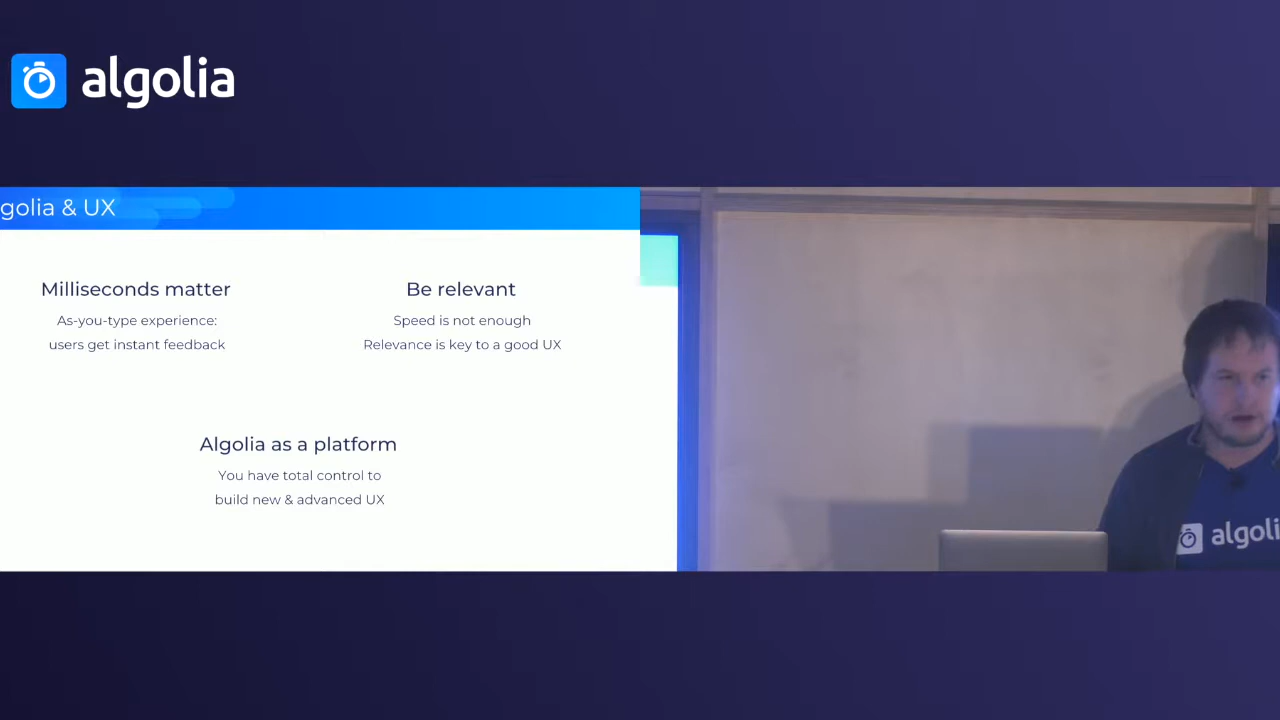 algolia
golia & UX
Milliseconds matter
As-you-type experience:
users get instant feedback
Be relevant
Speed is not enough
Relevance is key to a good UX
Algolia as a platform
You have total control to
build new & advanced UX
algoli